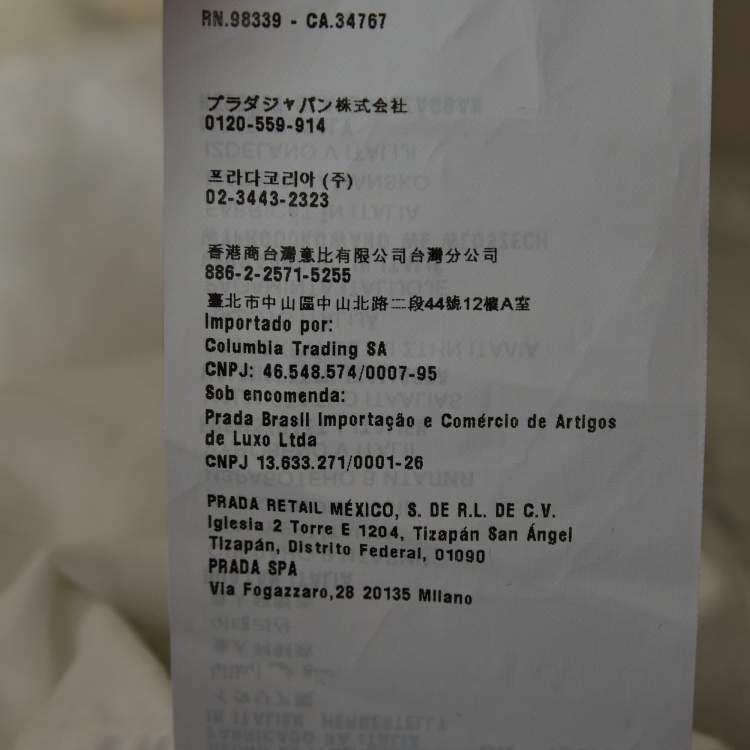 RN.98339 - CA.34767
プラダジャパン株式会社
0120-559-914
프라다코리아 (주)
02-3443-2323
香港商台灣意比有限公司台灣分公司
886-2-2571-5255
臺北市中山區中山北路二段44號12樓A室
Importado por:
Columbia Trading SA
CNPJ: 46.548.574/0007-95
Sob encomenda:
Prada Brasil Importação e Comércio de Artigos
de Luxo Ltda
CNPJ 13.633.271/0001-26
PRADA RETAIL MÉXICO, S. DE R.L. DE C.V.
Iglesia 2 Torre E 1204, Tizapán San Ángel
Tizapán, Distrito Federal, 01090
PRADA SPA
Via Fogazzaro,28 20135 Milano